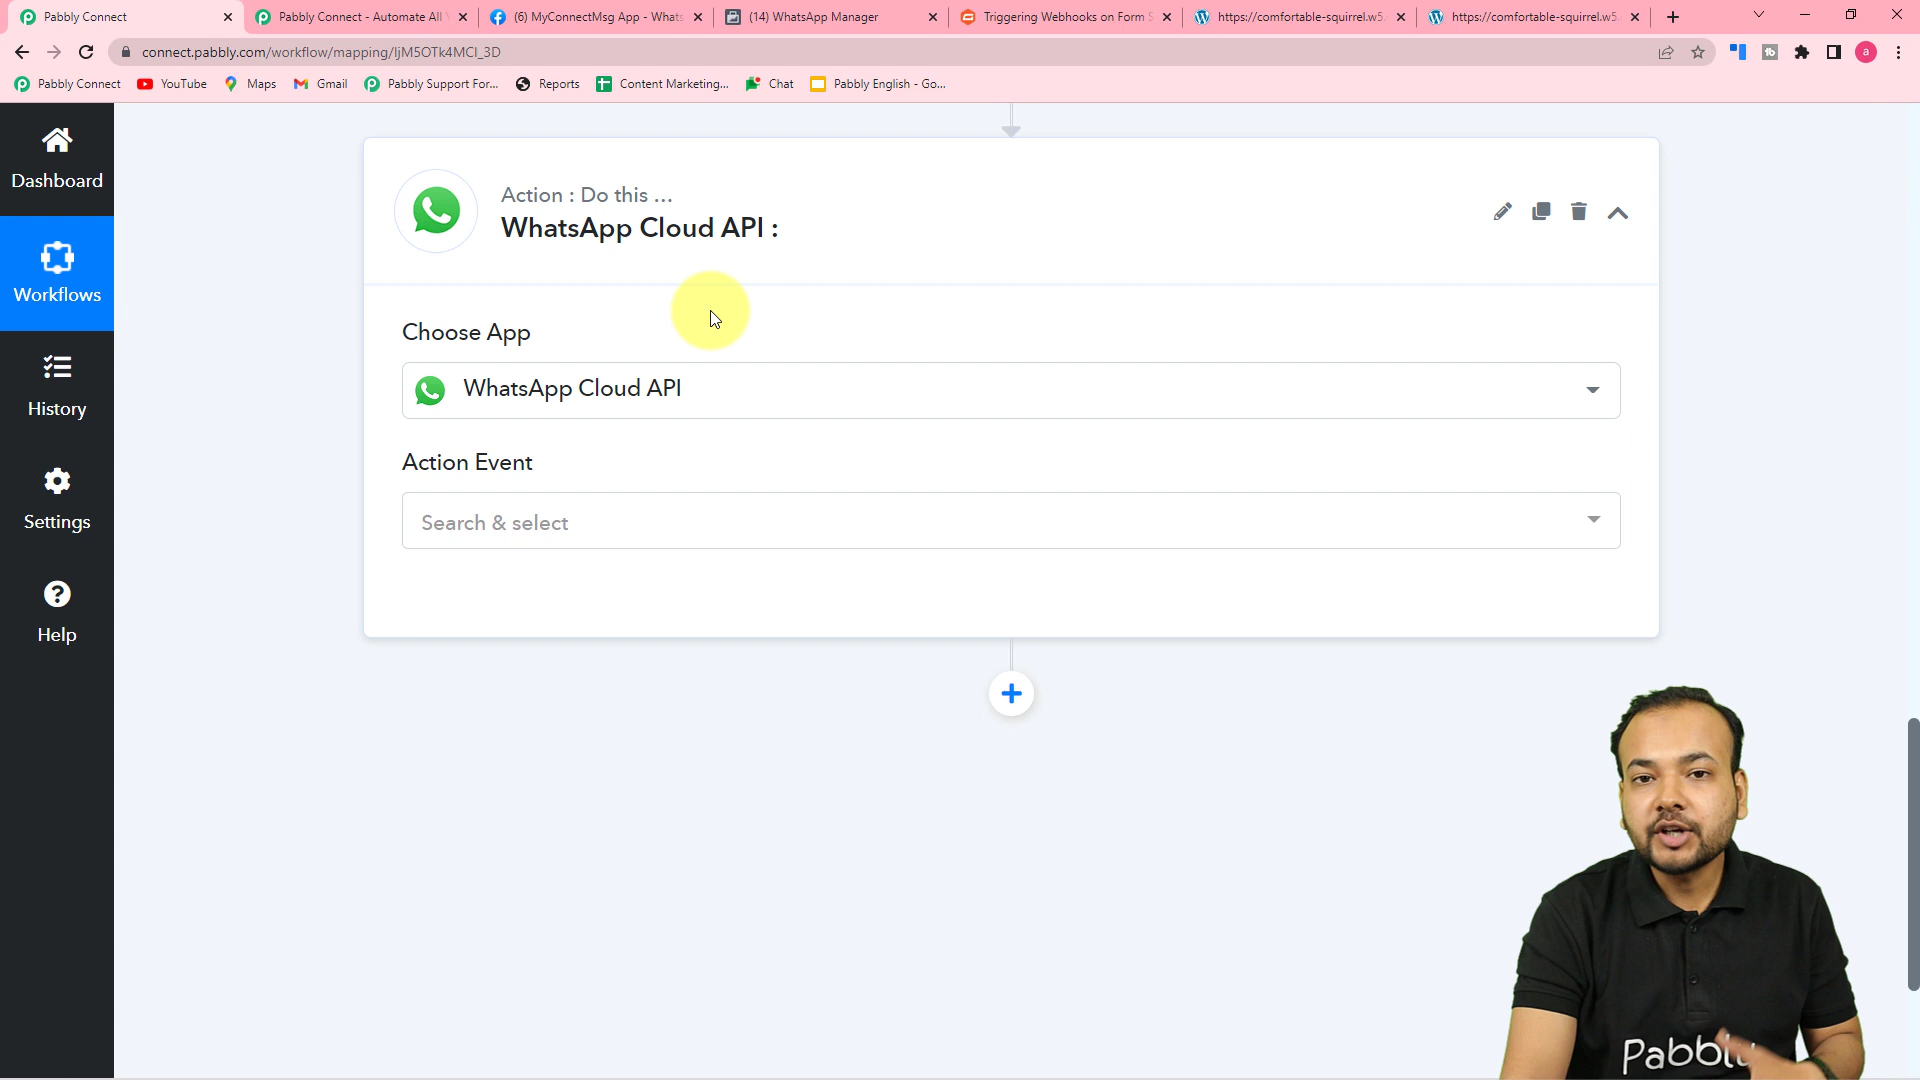 Pabbly Connect
Pabbly Connect - Automate All
(6) MyConnectMsg App - Whats
(14) WhatsApp Manager
Triggering Webhooks on Form S
https://comfortable-squirrel.w5.
https://comfortable-squirrel.w5.
connect.pabbly.com/workflow/mapping/IjM5OTk4MCI_3D
a
Pabbly Connect
YouTube
Maps
Gmail
Pabbly Support For...
Reports
Content Marketing...
Chat
Pabbly English - Go...
Dashboard
Workflows
History
Settings
Help
Action : Do this ...
WhatsApp Cloud API :
Choose App
WhatsApp Cloud API
Action Event
Search & select
Pabbly